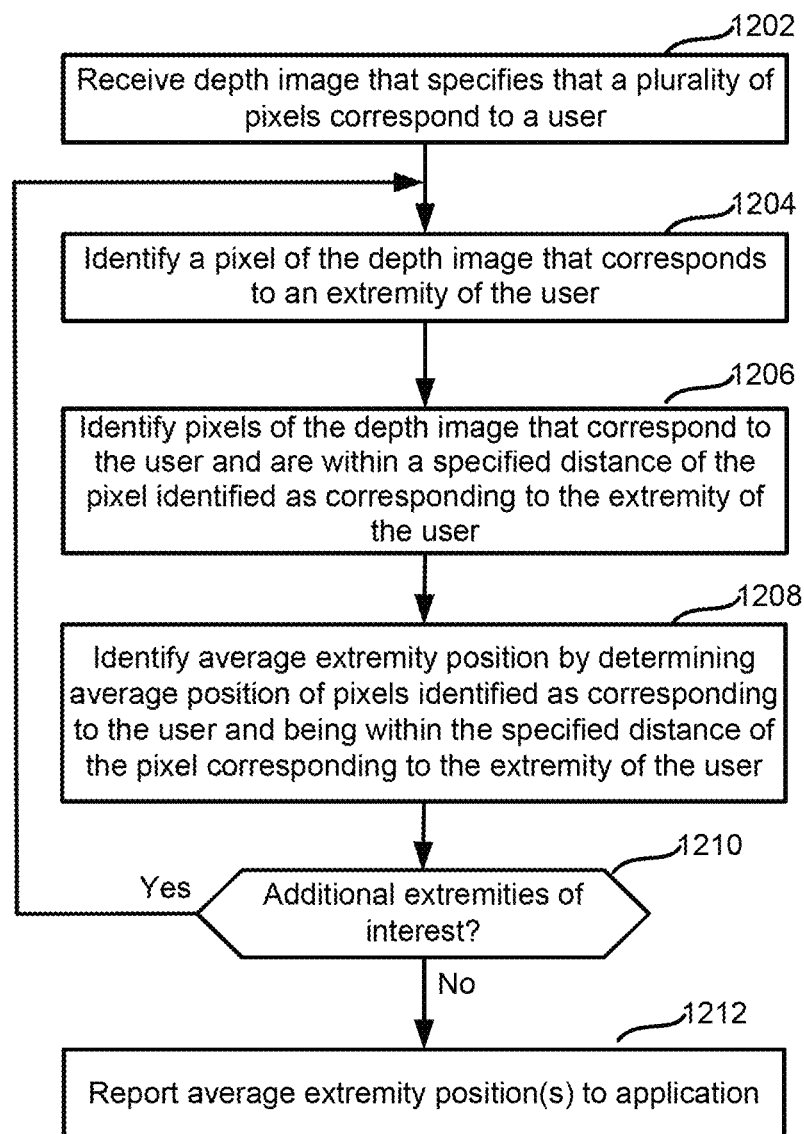 1202
Receive depth image that specifies that a plurality of
pixels correspond to a user
1204
Identify a pixel of the depth image that corresponds
to an extremity of the user
1206
Identify pixels of the depth image that correspond to
the user and are within a specified distance of the
pixel identified as corresponding to the extremity of
the user
1208
Identify average extremity position by determining
average position of pixels identified as corresponding
to the user and being within the specified distance of
the pixel corresponding to the extremity of the user
1210
Yes
Additional extremities of
interest?
No
1212
Report average extremity position(s) to application